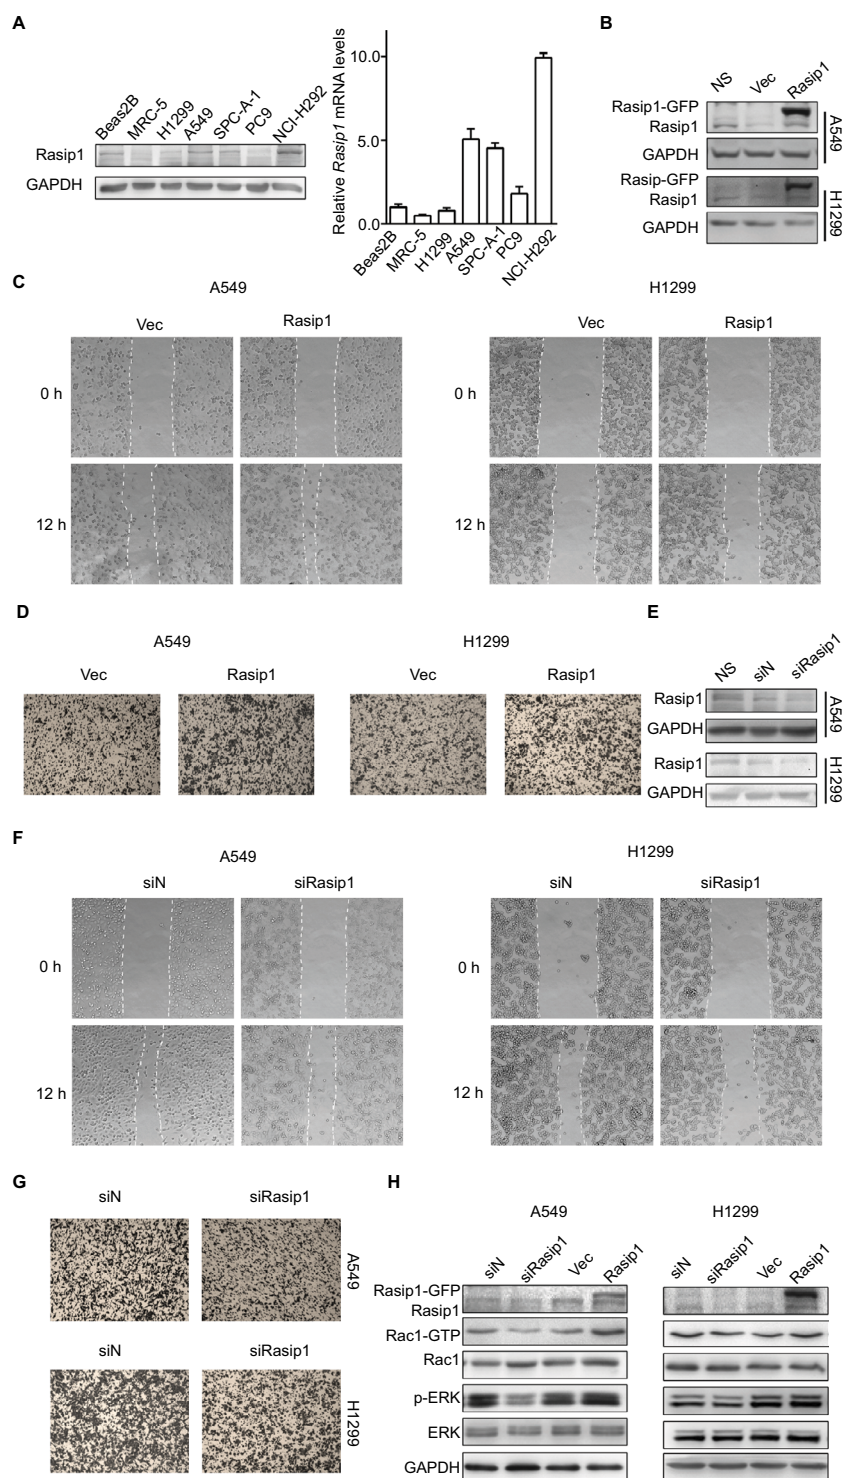 A
Beas2B
MRC-5
H1299
A549
SPC-A-1
PC9
NCI-H292
Rasip1
GAPDH
Relative Rasip1 mRNA levels
10.0
5.0
0.0
Beas2B
MRC-5
H1299
A549
SPC-A-1
PC9
NCI-H292
B
NS
Vec
Rasip1
Rasip1-GFP
Rasip1
GAPDH
A549
Rasip-GFP
Rasip1
GAPDH
H1299
C
A549
H1299
Vec
Rasip1
Vec
Rasip1
0 h
0 h
12 h
12 h
D
A549
H1299
Vec
Rasip1
Vec
Rasip1
E
NS
siN
siRasip1
Rasip1
GAPDH
A549
Rasip1
GAPDH
H1299
F
A549
H1299
siN
siRasip1
siN
siRasip1
0 h
0 h
12 h
12 h
G
siN
siRasip1
A549
siN
siRasip1
H1299
H
A549
H1299
siN
siRasip1
Vec
Rasip1
siN
siRasip1
Vec
Rasip1
Rasip1-GFP
Rasip1
Rac1-GTP
Rac1
p-ERK
ERK
GAPDH